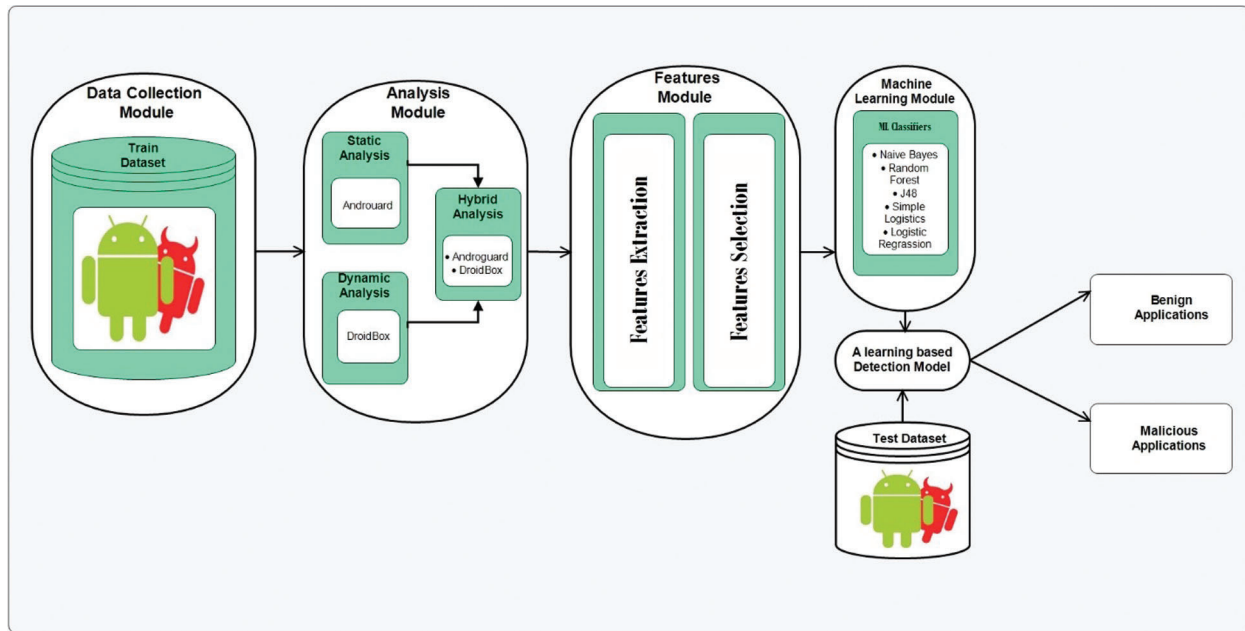 Data Collection
Module
Train
Dataset
Analysis
Module
Static
Analysis
Androuard
Hybrid
Analysis
• Androguard
• DroidBox
Dynamic
Analysis
DroidBox
Features
Module
Features Extraction
Features Selection
Machine
Learning Module
ML Classifiers
• Naive Bayes
• Random
Forest
• J48
• Simple
Logistics
• Logistic
Regrassion
A learning based
Detection Model
Test Dataset
Benign
Applications
Malicious
Applications